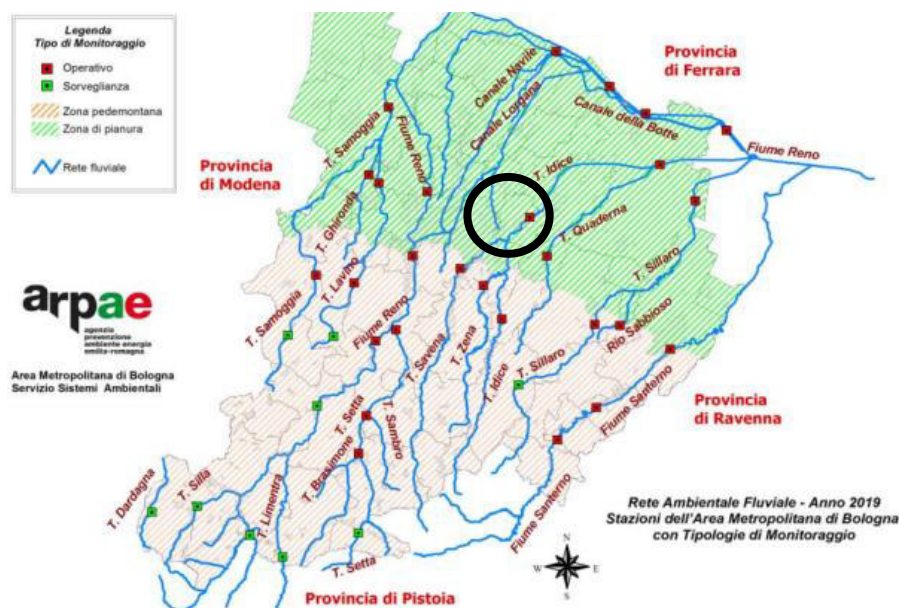 Legenda
Tipo di Monitoraggio
Operativo
Sorveglianza
Zona pedemontana
Zona di pianura
Rete fluviale
Provincia
di Ferrara
Canale Navile
Canale Lorgana
Canale della Botte
Fiume Reno
T. Samoggia
Fiume Reno
Provincia
di Modena
T. Idice
T. Ghironda
T. Quaderna
T. Lavino
T. Sillaro
T. Samoggia
Fiume Reno
T. Savena
T. Zena
T. Idice
Rio Sabbioso
T. Sillaro
arpae
agenzia
prevenzione
ambiente energia
emilia-romagna
Area Metropolitana di Bologna
Servizio Sistemi Ambientali
Provincia
di Ravenna
Fiume Santerno
T. Setta
T. Sambro
T. Brasimone
T. Dardagna
T. Silla
T. Limentra
Fiume Santerno
T. Setta
Rete Ambientale Fluviale - Anno 2019
Stazioni dell'Area Metropolitana di Bologna
con Tipologie di Monitoraggio
N
W
E
S
Provincia di Pistoia